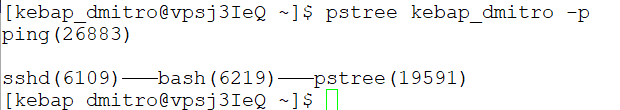 [kebap_dmitro@vpsj3IeQ ~]$ pstree kebap_dmitro -p
ping(26883)
sshd(6109)───bash(6219)───pstree(19591)
[kebap_dmitro@vpsj3IeQ ~]$